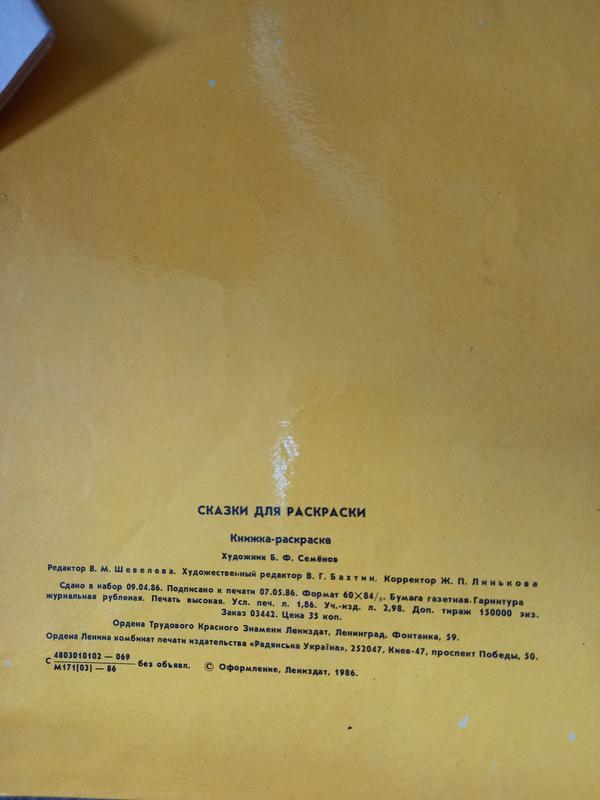 СКАЗКИ ДЛЯ РАСКРАСКИ
Книжка-раскраска
Художник Б. Ф. Семёнов
Редактор В. М. Шевелева. Художественный редактор В. Г. Бахтин. Корректор Ж. П. Линькова
Сдано в набор 09.04.86. Подписано к печати 07.05.86. Формат 60×84/₈. Бумага газетная. Гарнитура
журнальная рубленая. Печать высокая. Усл. печ. л. 1,86. Уч.-изд. л. 2,98. Доп. тираж 150000 экз.
Заказ 03442. Цена 35 коп.
Ордена Трудового Красного Знамени Лениздат, Ленинград, Фонтанка, 59.
Ордена Ленина комбинат печати издательства «Радянська Україна», 252047, Киев-47, проспект Победы, 50.
С 4803010102 — 069
М171(03) — 86 без объявл. © Оформление, Лениздат, 1986.